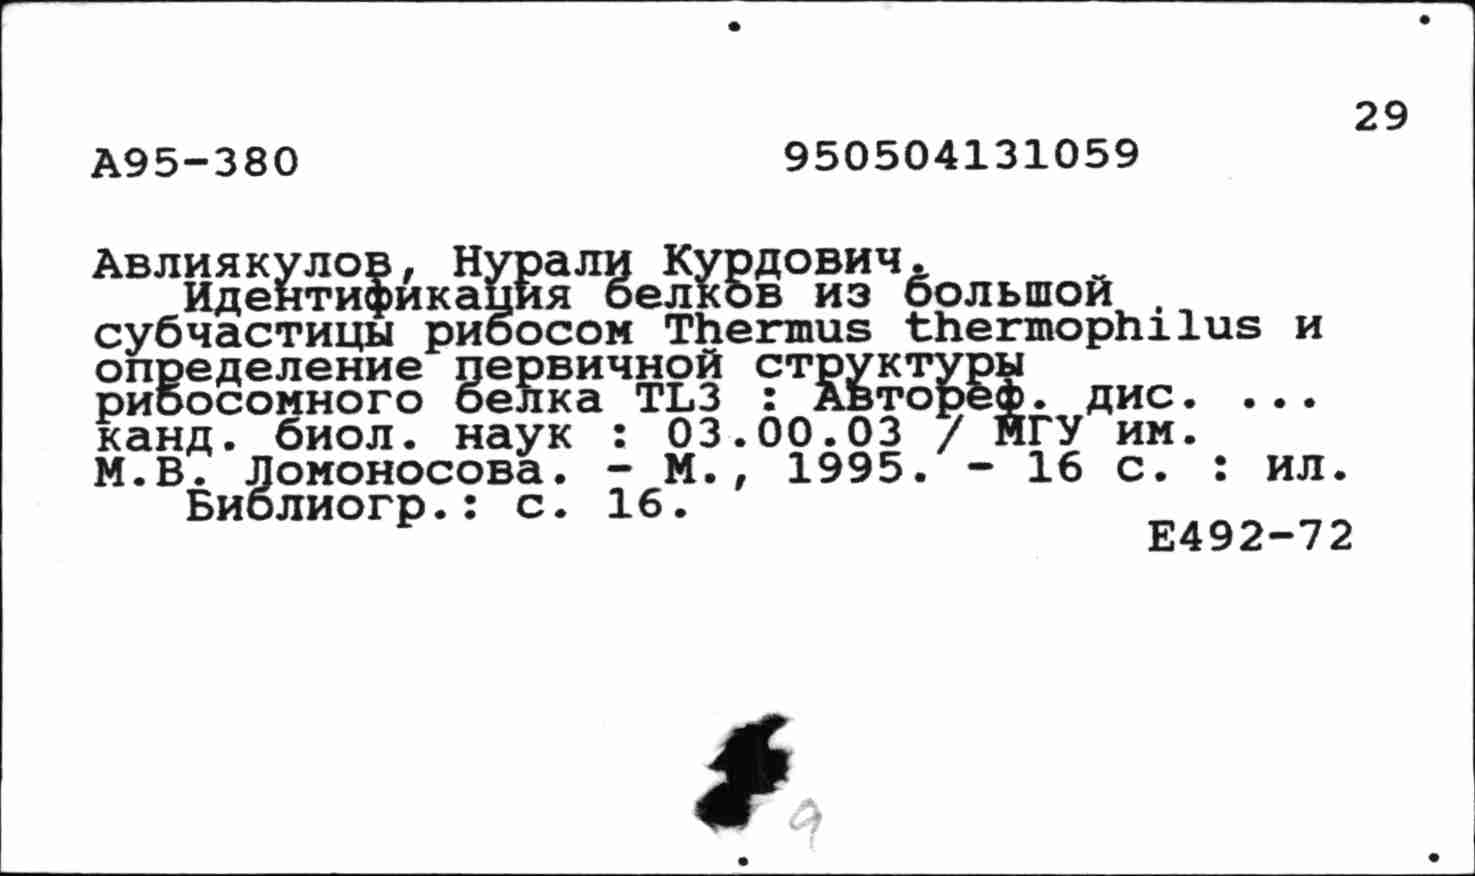 29
А95-380 950504131059
Авлиякулов, Нурали Курдович.
Идентификация белков из большой
субчастицы рибосом Thermus thermophilus и
определение первичной структуры
рибосомного белка TL3 : Автореф. дис. ...
канд. биол. наук : 03.00.03 / МГУ им.
М.В. Ломоносова. - М., 1995. - 16 с. : ил.
Библиогр.: с. 16.
Е492-72
9